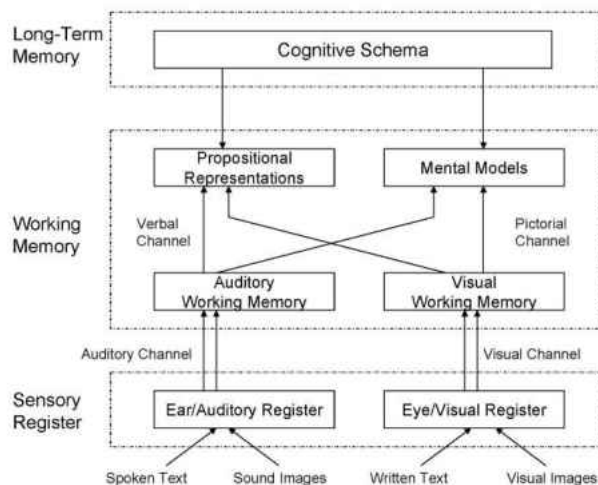 Long-Term
Memory
Cognitive Schema
Propositional
Representations
Mental Models
Working
Memory
Verbal
Channel
Pictorial
Channel
Auditory
Working Memory
Visual
Working Memory
Auditory Channel
Visual Channel
Sensory
Register
Ear/Auditory Register
Eye/Visual Register
Spoken Text
Sound Images
Written Text
Visual Images